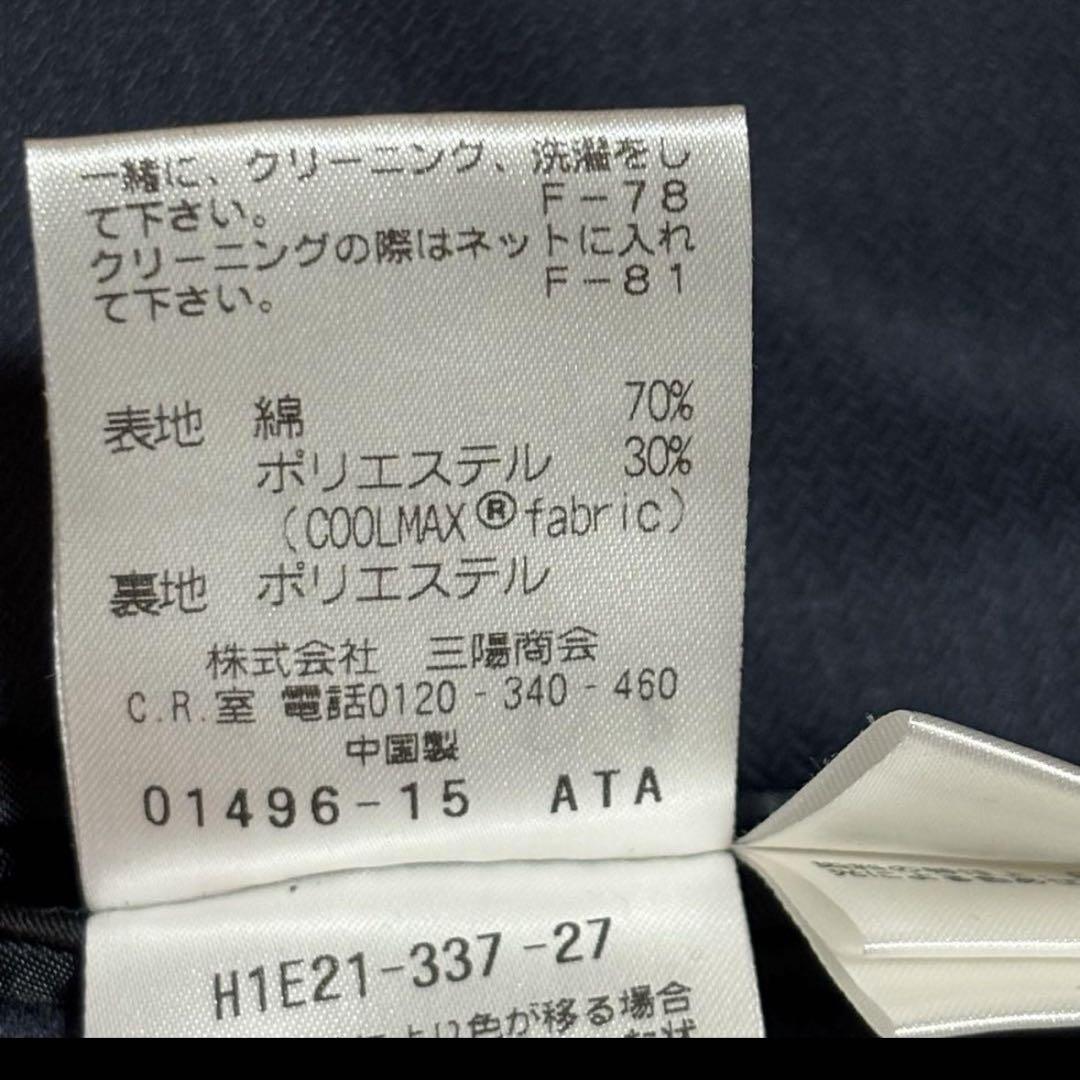 一緒に、クリーニング、洗濯をし
て下さい。 F-78
クリーニングの際はネットに入れ
て下さい。 F-81
表地 綿 70%
ポリエステル 30%
(COOLMAX®fabric)
裏地 ポリエステル
株式会社 三陽商会
C.R.室 電話0120-340-460
中国製
01496-15 ATA
H1E21-337-27
により色が移る場合